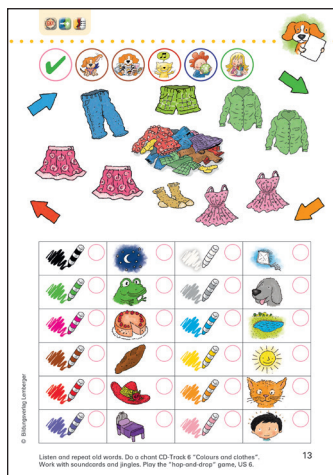 © Bildungsverlag Lemberger
Listen and repeat old words. Do a chant CD-Track 6 "Colours and clothes".
Work with soundcards and jingles. Play the "hop-and-drop" game, US 6.
13